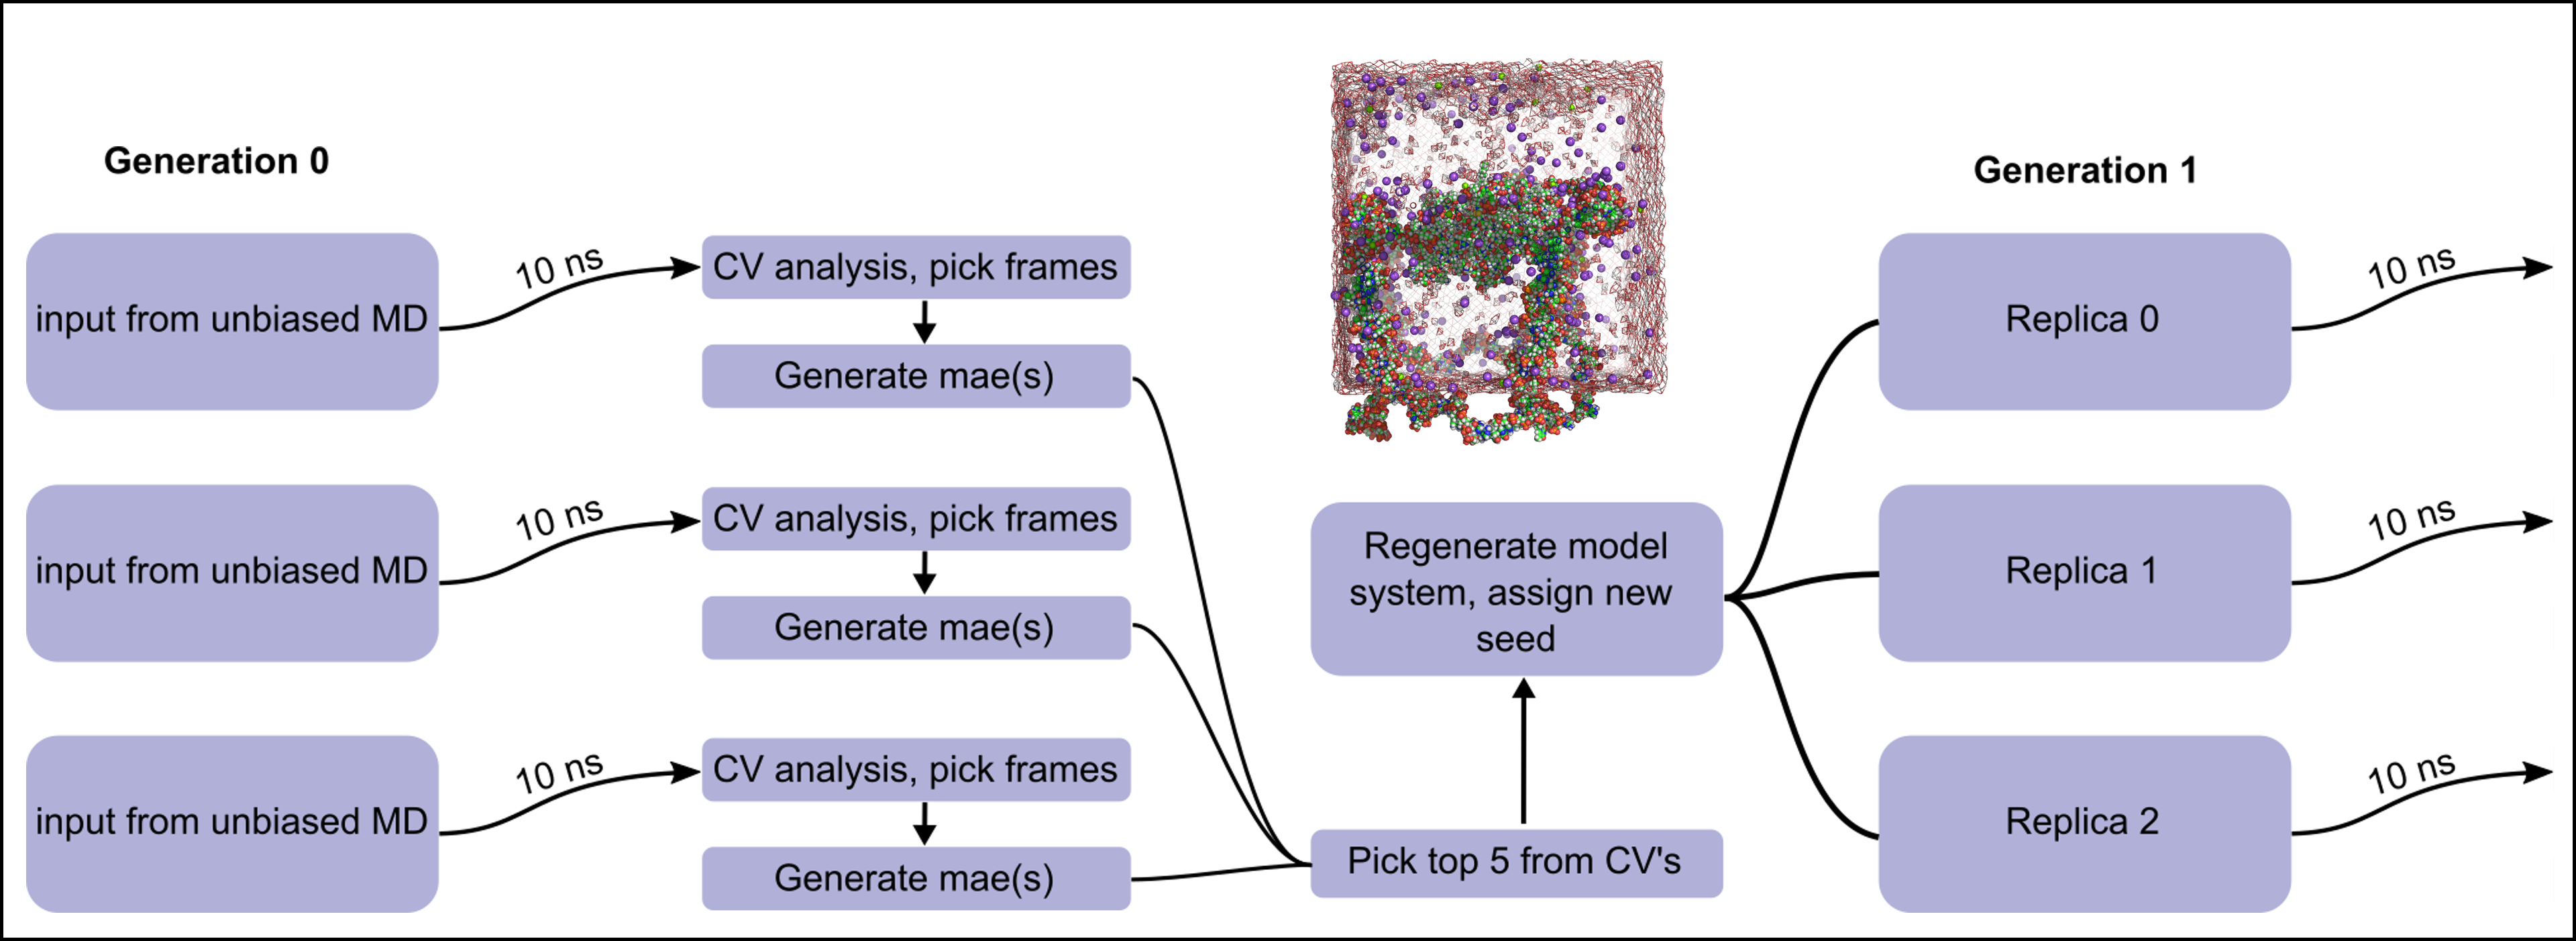 Generation 0
input from unbiased MD
10 ns
CV analysis, pick frames
Generate mae(s)
input from unbiased MD
10 ns
CV analysis, pick frames
Generate mae(s)
input from unbiased MD
10 ns
CV analysis, pick frames
Generate mae(s)
Pick top 5 from CV's
Regenerate model
system, assign new
seed
Generation 1
Replica 0
10 ns
Replica 1
10 ns
Replica 2
10 ns